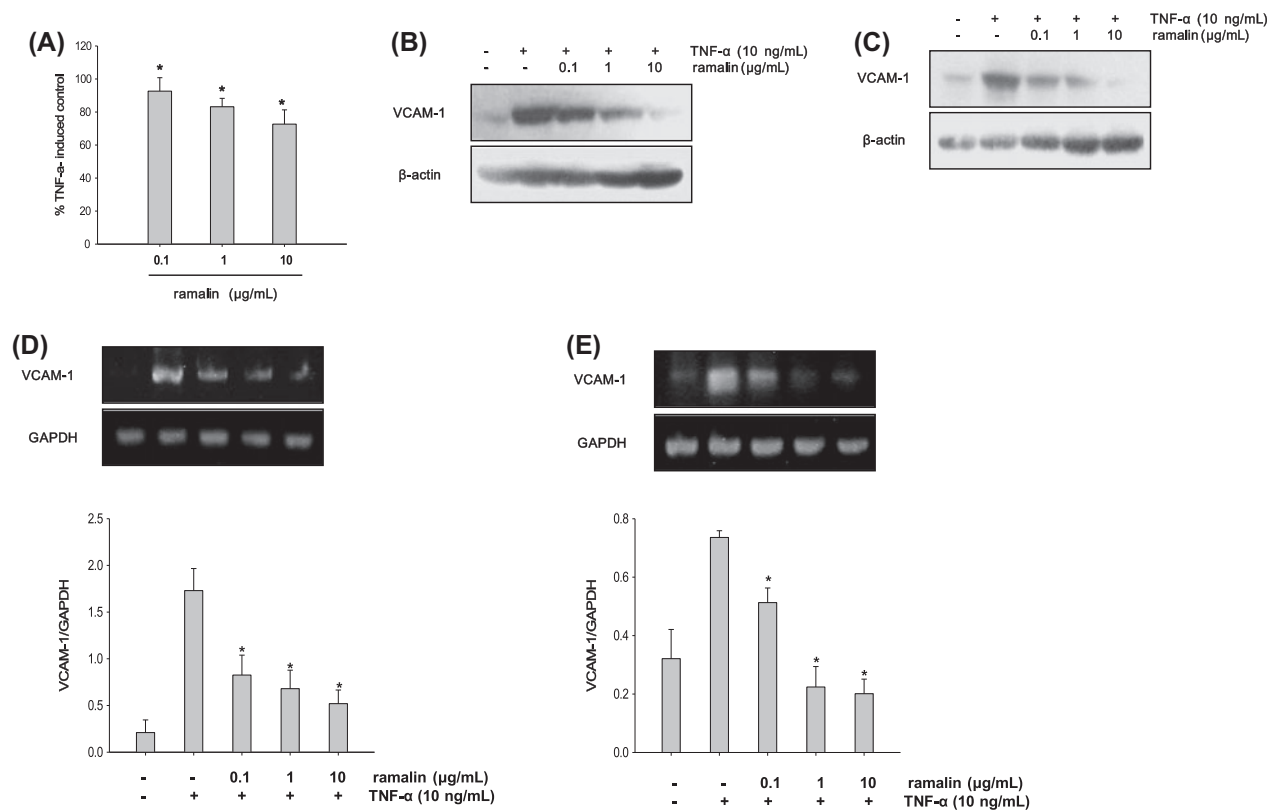 (A)
% TNF-α- induced control
120
100
80
60
40
20
0
* * *
0.1 1 10
ramalin (µg/mL)
(B)
- + + + + TNF-α (10 ng/mL)
- - 0.1 1 10 ramalin (µg/mL)
VCAM-1
β-actin
(C)
- + + + + TNF-α (10 ng/mL)
- - 0.1 1 10 ramalin (µg/mL)
VCAM-1
β-actin
(D)
VCAM-1
GAPDH
VCAM-1/GAPDH
2.5
2.0
1.5
1.0
0.5
0.0
* * *
- - 0.1 1 10 ramalin (µg/mL)
- + + + + TNF-α (10 ng/mL)
(E)
VCAM-1
GAPDH
VCAM-1/GAPDH
0.8
0.6
0.4
0.2
0.0
* * *
- - 0.1 1 10 ramalin (µg/mL)
- + + + + TNF-α (10 ng/mL)